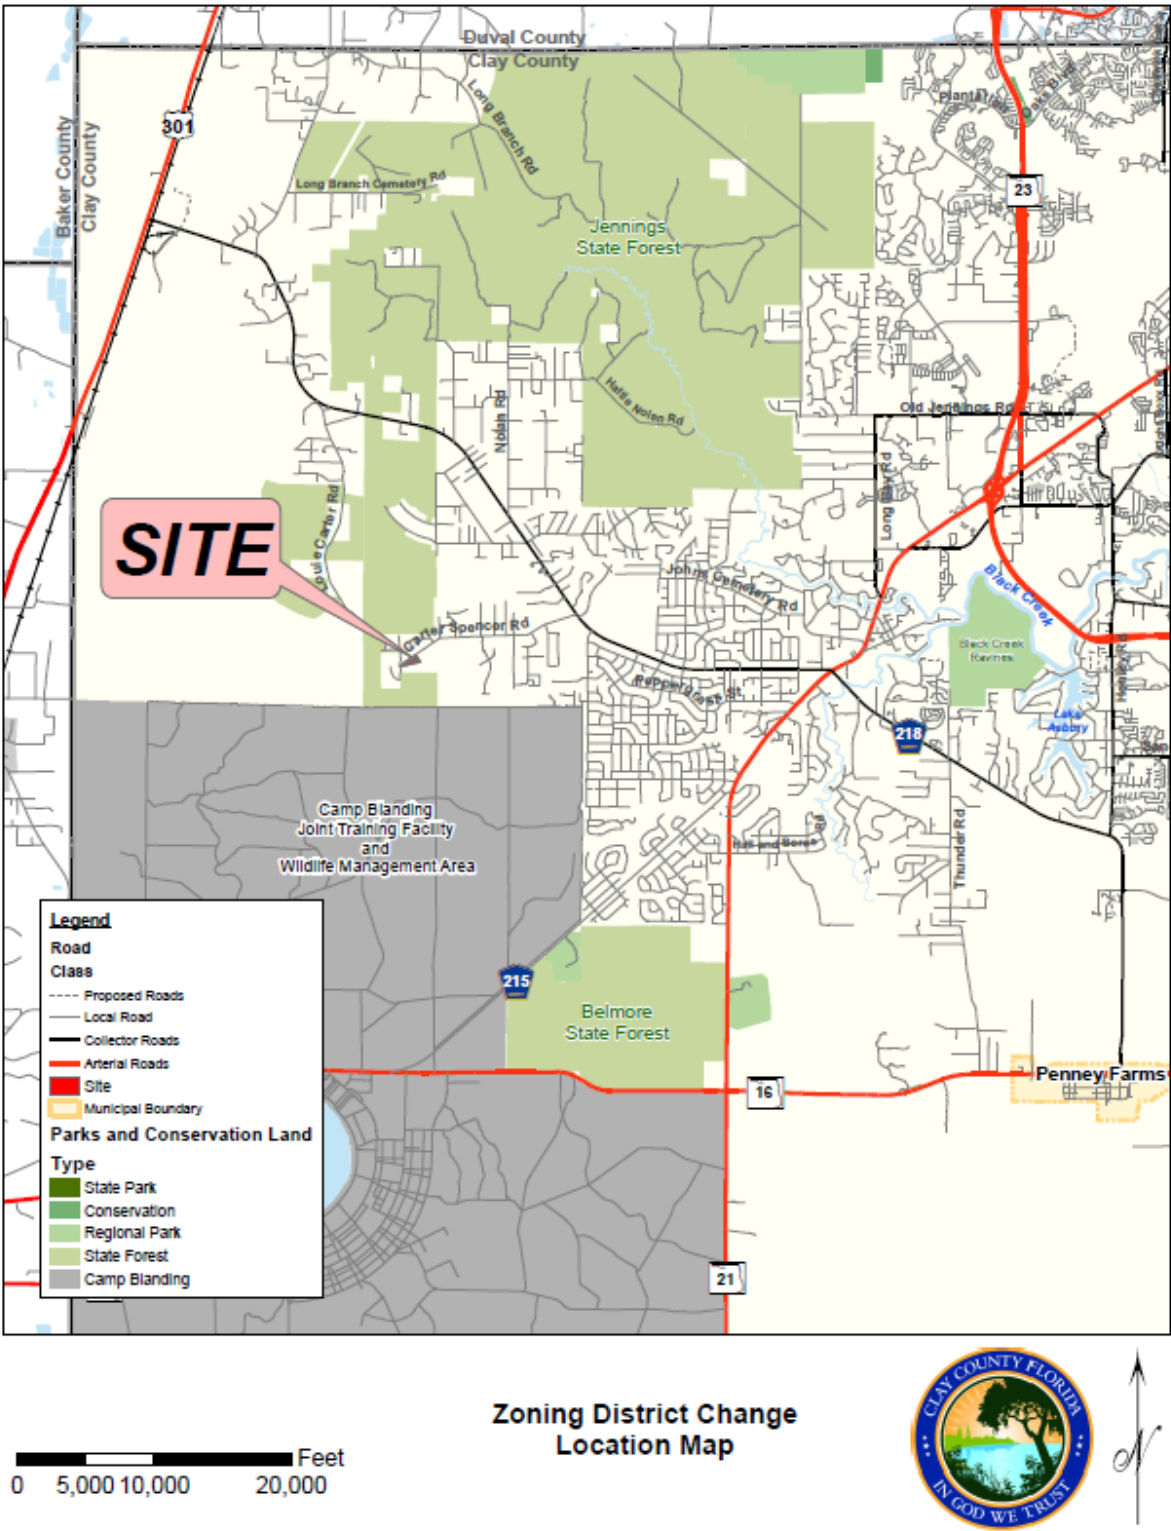 Duval County
Clay County
Baker County
Clay County
301
Long Branch Rd
Long Branch Cemetery Rd
Plantation
Oaks Blvd
23
Jennings
State Forest
Hattie Nolan Rd
Nolan Rd
Old Jennings Rd
Long Bay Rd
SITE
Louie Carter Rd
Carter Spencer Rd
Johns Cemetery Rd
Black Creek
Black Creek
Ravines
Henley Rd
Peppergrass St
218
Lake
Asbury
Camp Blanding
Joint Training Facility
and
Wildlife Management Area
Thunder Rd
Legend
Road
Class
Proposed Roads
Local Road
Collector Roads
Arterial Roads
Site
Municipal Boundary
Parks and Conservation Land
Type
State Park
Conservation
Regional Park
State Forest
Camp Blanding
215
Belmore
State Forest
16
Penney Farms
21
Zoning District Change
Location Map
Feet
0 5,000 10,000 20,000
CLAY COUNTY FLORIDA
IN GOD WE TRUST
N